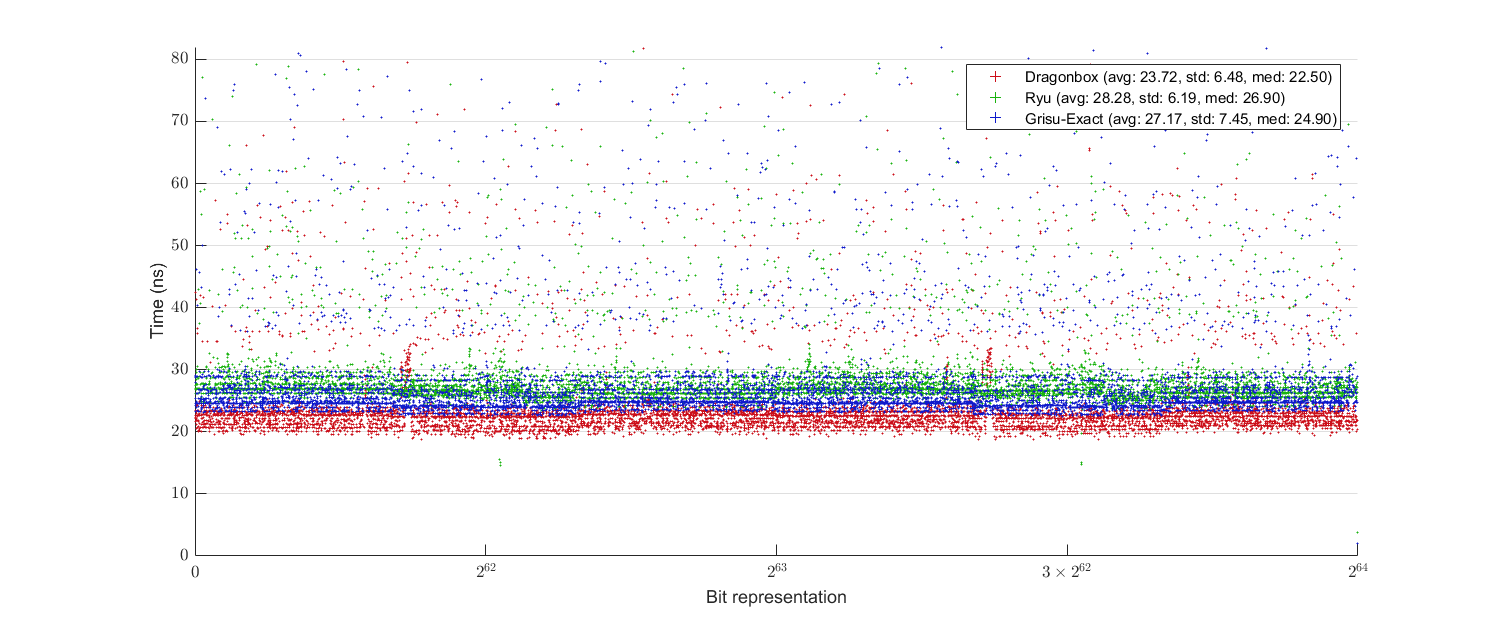 80
70
60
50
40
30
20
10
0
Time (ns)
Dragonbox (avg: 23.72, std: 6.48, med: 22.50)
Ryu (avg: 28.28, std: 6.19, med: 26.90)
Grisu-Exact (avg: 27.17, std: 7.45, med: 24.90)
0 2^62 2^63 3 × 2^62 2^64
Bit representation